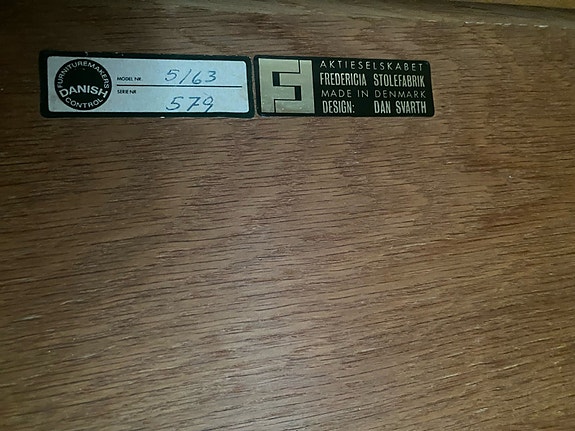 FURNITUREMAKERS
DANISH
CONTROL
MODEL NR. 5/63
SERIE NR 579
AKTIESELSKABET
FREDERICIA STOLEFABRIK
MADE IN DENMARK
DESIGN: DAN SVARTH